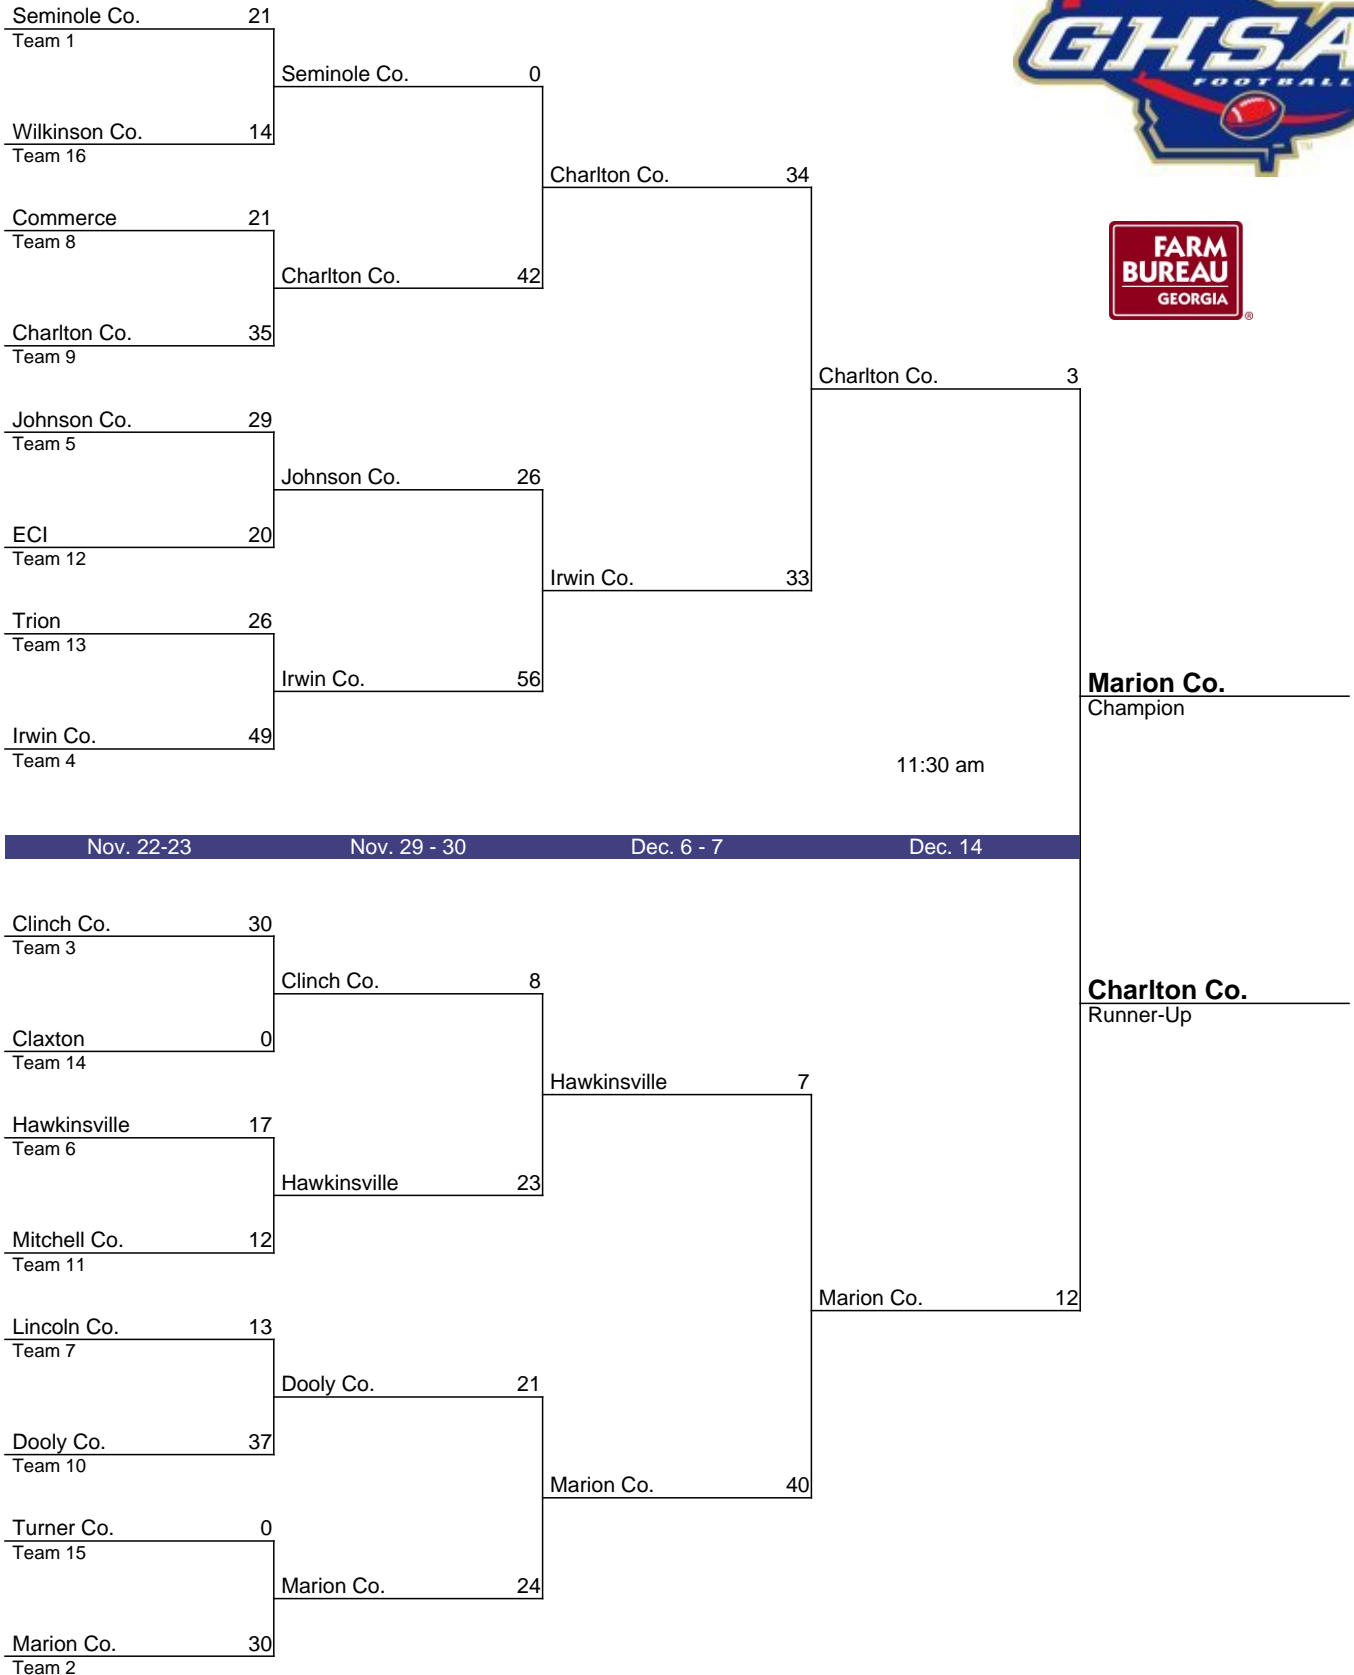 Seminole Co. 21
Team 1
Seminole Co. 0
Wilkinson Co. 14
Team 16
Charlton Co. 34
Commerce 21
Team 8
Charlton Co. 42
Charlton Co. 35
Team 9
Charlton Co. 3
Johnson Co. 29
Team 5
Johnson Co. 26
ECI 20
Team 12
Irwin Co. 33
Trion 26
Team 13
Irwin Co. 56
Marion Co.
Champion
Irwin Co. 49
Team 4
11:30 am
Nov. 22-23 Nov. 29 - 30 Dec. 6 - 7 Dec. 14
Clinch Co. 30
Team 3
Clinch Co. 8
Charlton Co.
Runner-Up
Claxton 0
Team 14
Hawkinsville 7
Hawkinsville 17
Team 6
Hawkinsville 23
Mitchell Co. 12
Team 11
Marion Co. 12
Lincoln Co. 13
Team 7
Dooly Co. 21
Dooly Co. 37
Team 10
Marion Co. 40
Turner Co. 0
Team 15
Marion Co. 24
Marion Co. 30
Team 2
GHSA
FOOTBALL
TM
FARM
BUREAU
GEORGIA
®